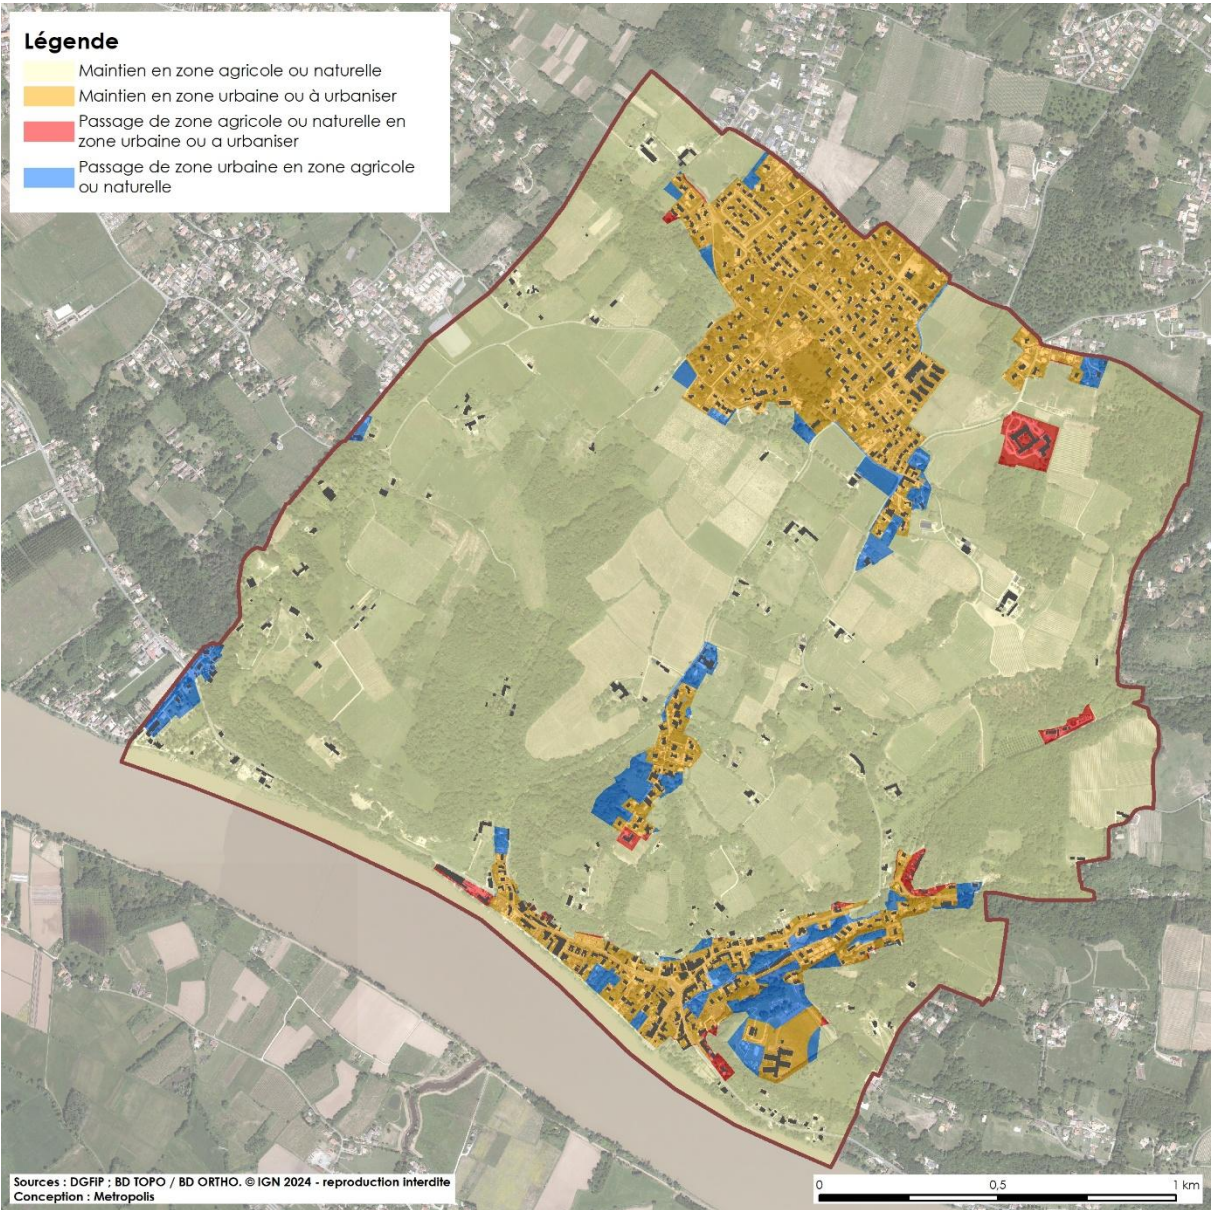 Légende
Maintien en zone agricole ou naturelle
Maintien en zone urbaine ou à urbaniser
Passage de zone agricole ou naturelle en
zone urbaine ou a urbaniser
Passage de zone urbaine en zone agricole
ou naturelle
Sources : DGFiP ; BD TOPO / BD ORTHO. © IGN 2024 - reproduction interdite
Conception : Metropolis
0 0,5 1 km